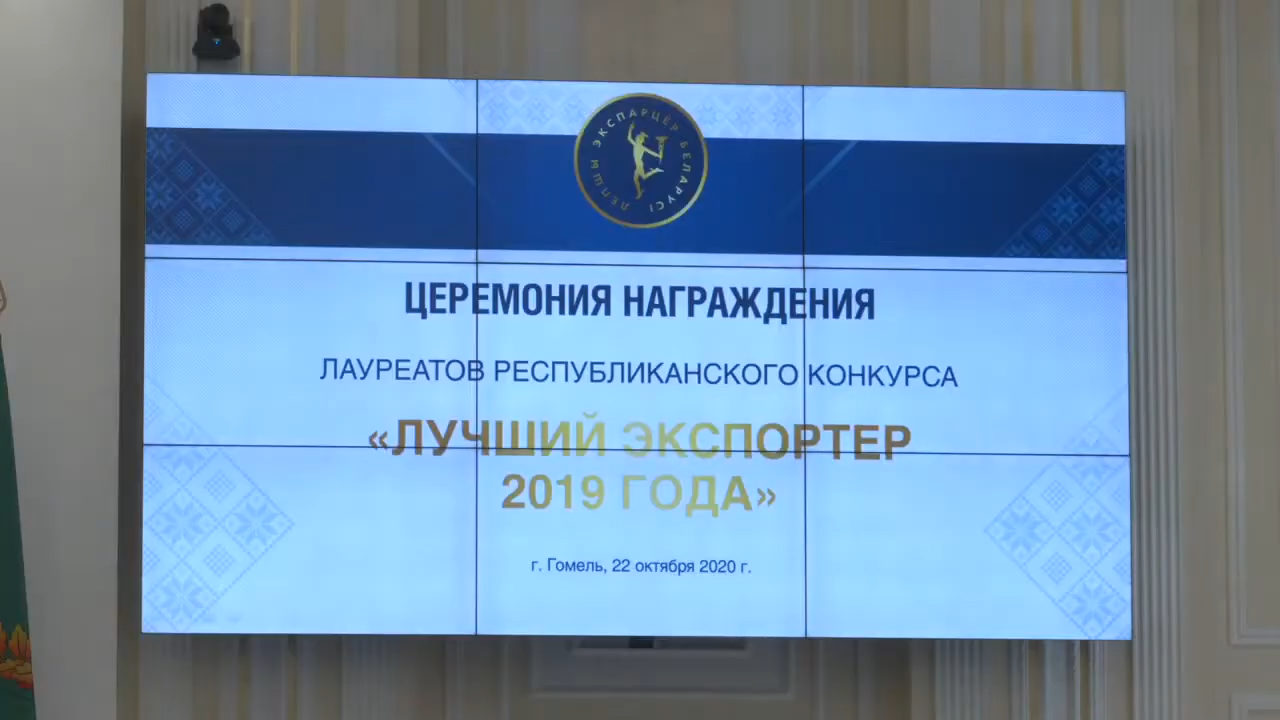 ЛЕПШЫ ЭКСПАРЦЁР БЕЛАРУСІ
ЦЕРЕМОНИЯ НАГРАЖДЕНИЯ
ЛАУРЕАТОВ РЕСПУБЛИКАНСКОГО КОНКУРСА
«ЛУЧШИЙ ЭКСПОРТЕР
2019 ГОДА»
г. Гомель, 22 октября 2020 г.